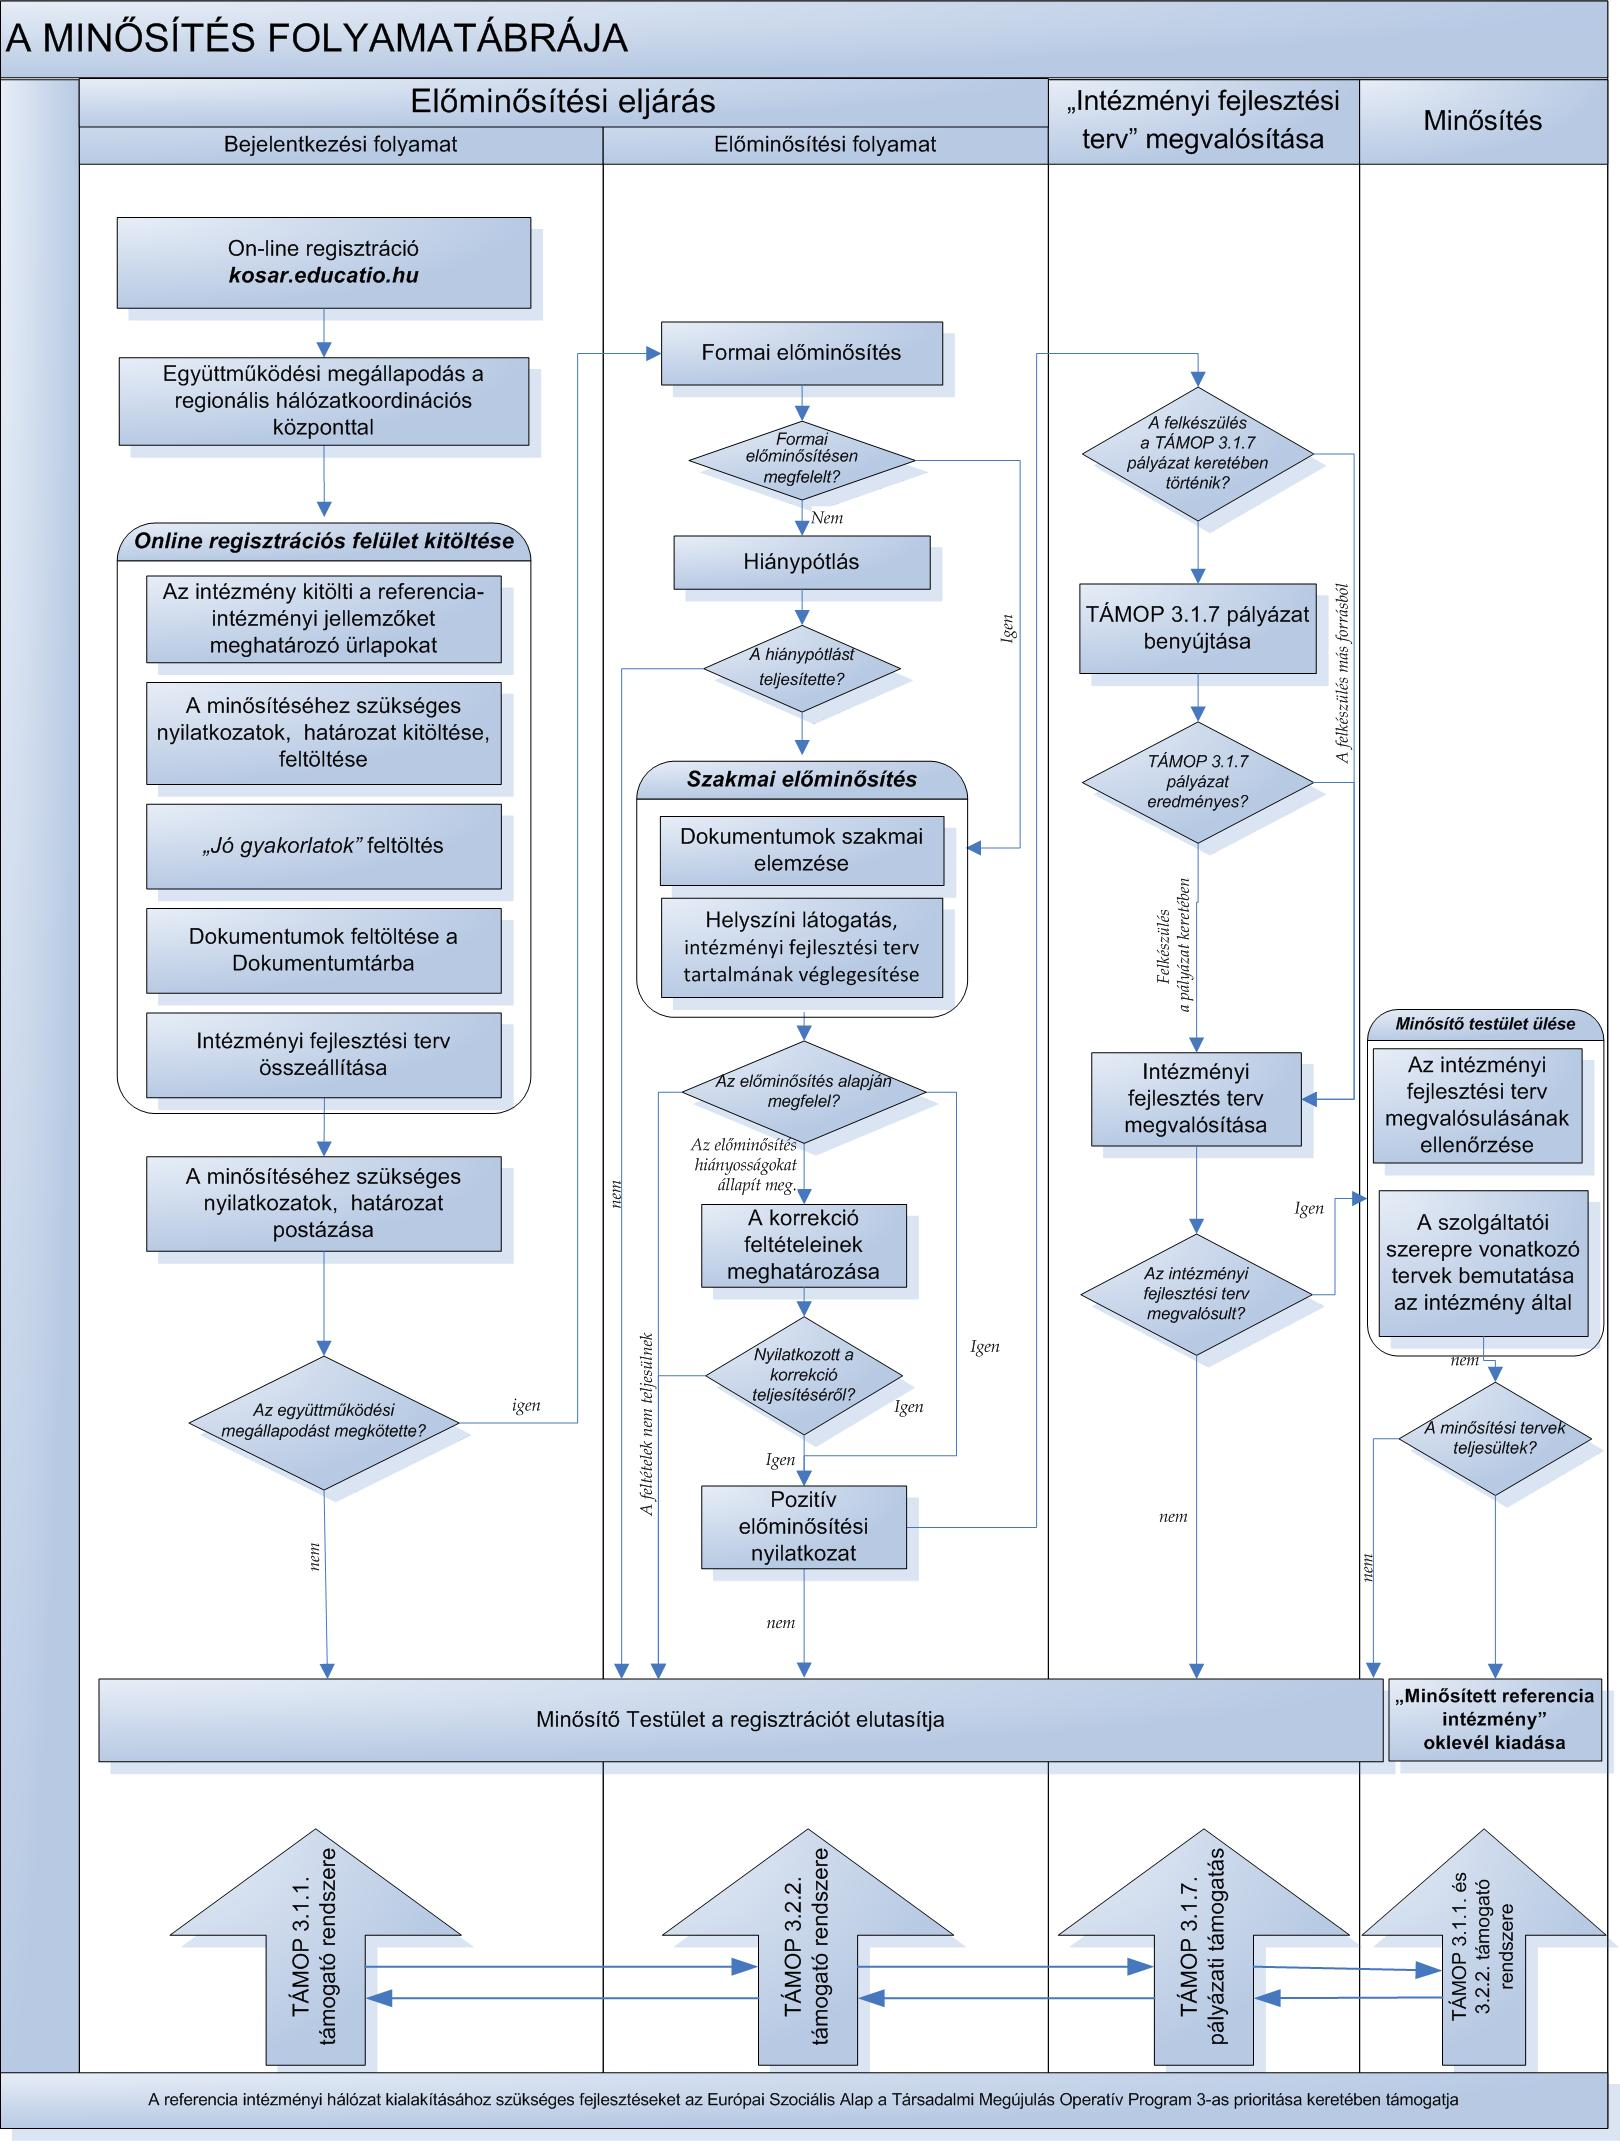 A MINŐSÍTÉS FOLYAMATÁBRÁJA
Előminősítési eljárás
„Intézményi fejlesztési
terv” megvalósítása
Minősítés
Bejelentkezési folyamat
Előminősítési folyamat
On-line regisztráció
kosar.educatio.hu
Együttműködési megállapodás a
regionális hálózatkoordinációs
központtal
Online regisztrációs felület kitöltése
Az intézmény kitölti a referencia-
intézményi jellemzőket
meghatározó ürlapokat
A minősítéséhez szükséges
nyilatkozatok, határozat kitöltése,
feltöltése
„Jó gyakorlatok” feltöltés
Dokumentumok feltöltése a
Dokumentumtárba
Intézményi fejlesztési terv
összeállítása
A minősítéséhez szükséges
nyilatkozatok, határozat
postázása
Az együttműködési
megállapodást megkötette?
igen
nem
Formai előminősítés
Formai
előminősítésen
megfelelt?
Nem
Igen
Hiánypótlás
A hiánypótlást
teljesítette?
nem
Szakmai előminősítés
Dokumentumok szakmai
elemzése
Helyszíni látogatás,
intézményi fejlesztési terv
tartalmának véglegesítése
Az előminősítés alapján
megfelel?
Az előminősítés
hiányosságokat
állapít meg.
A korrekció
feltételeinek
meghatározása
Nyilatkozott a
korrekció
teljesítéséről?
Igen
Igen
Igen
A feltételek nem teljesülnek
Pozitív
előminősítési
nyilatkozat
nem
A felkészülés
a TÁMOP 3.1.7
pályázat keretében
történik?
A felkészülés más forrásból
TÁMOP 3.1.7 pályázat
benyújtása
TÁMOP 3.1.7
pályázat
eredményes?
Felkészülés
a pályázat keretében
Intézményi
fejlesztés terv
megvalósítása
Igen
Az intézményi
fejlesztési terv
megvalósult?
nem
Minősítő testület ülése
Az intézményi
fejlesztési terv
megvalósulásának
ellenőrzése
A szolgáltatói
szerepre vonatkozó
tervek bemutatása
az intézmény által
nem
A minősítési tervek
teljesültek?
nem
Minősítő Testület a regisztrációt elutasítja
„Minősített referencia
intézmény”
oklevél kiadása
TÁMOP 3.1.1.
támogató rendszere
TÁMOP 3.2.2.
támogató rendszere
TÁMOP 3.1.7.
pályázati támogatás
TÁMOP 3.1.1. és
3.2.2. támogató
rendszere
A referencia intézményi hálózat kialakításához szükséges fejlesztéseket az Európai Szociális Alap a Társadalmi Megújulás Operatív Program 3-as prioritása keretében támogatja